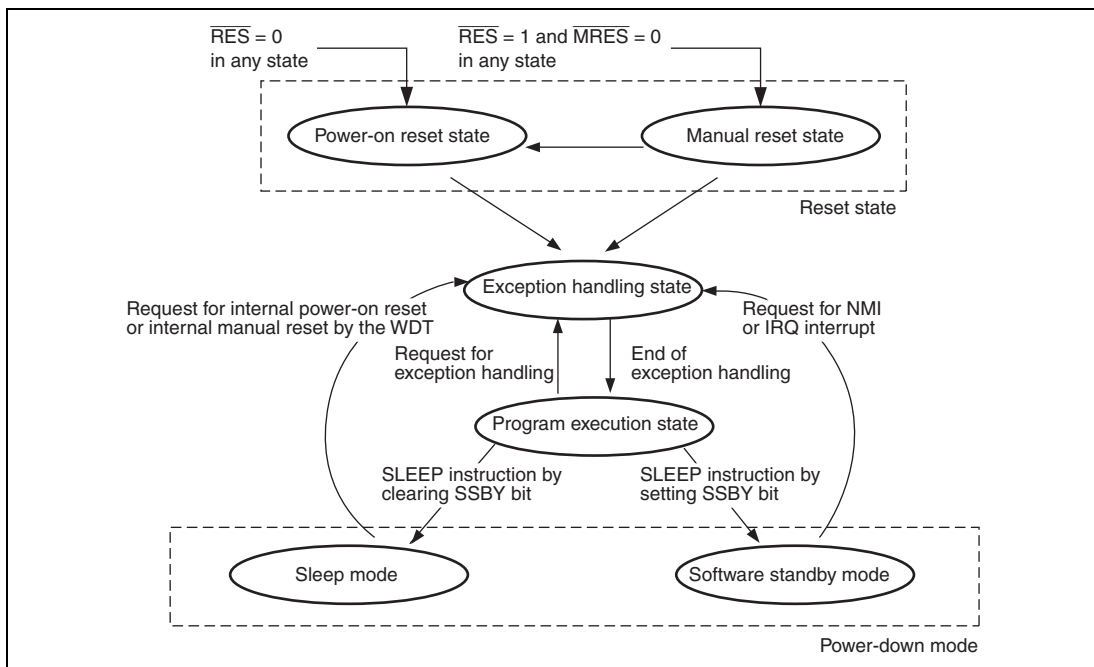 R̅E̅S̅ = 0
in any state
R̅E̅S̅ = 1 and M̅R̅E̅S̅ = 0
in any state
Power-on reset state
Manual reset state
Reset state
Exception handling state
Request for internal power-on reset
or internal manual reset by the WDT
Request for NMI
or IRQ interrupt
Request for
exception handling
End of
exception handling
Program execution state
SLEEP instruction by
clearing SSBY bit
SLEEP instruction by
setting SSBY bit
Sleep mode
Software standby mode
Power-down mode